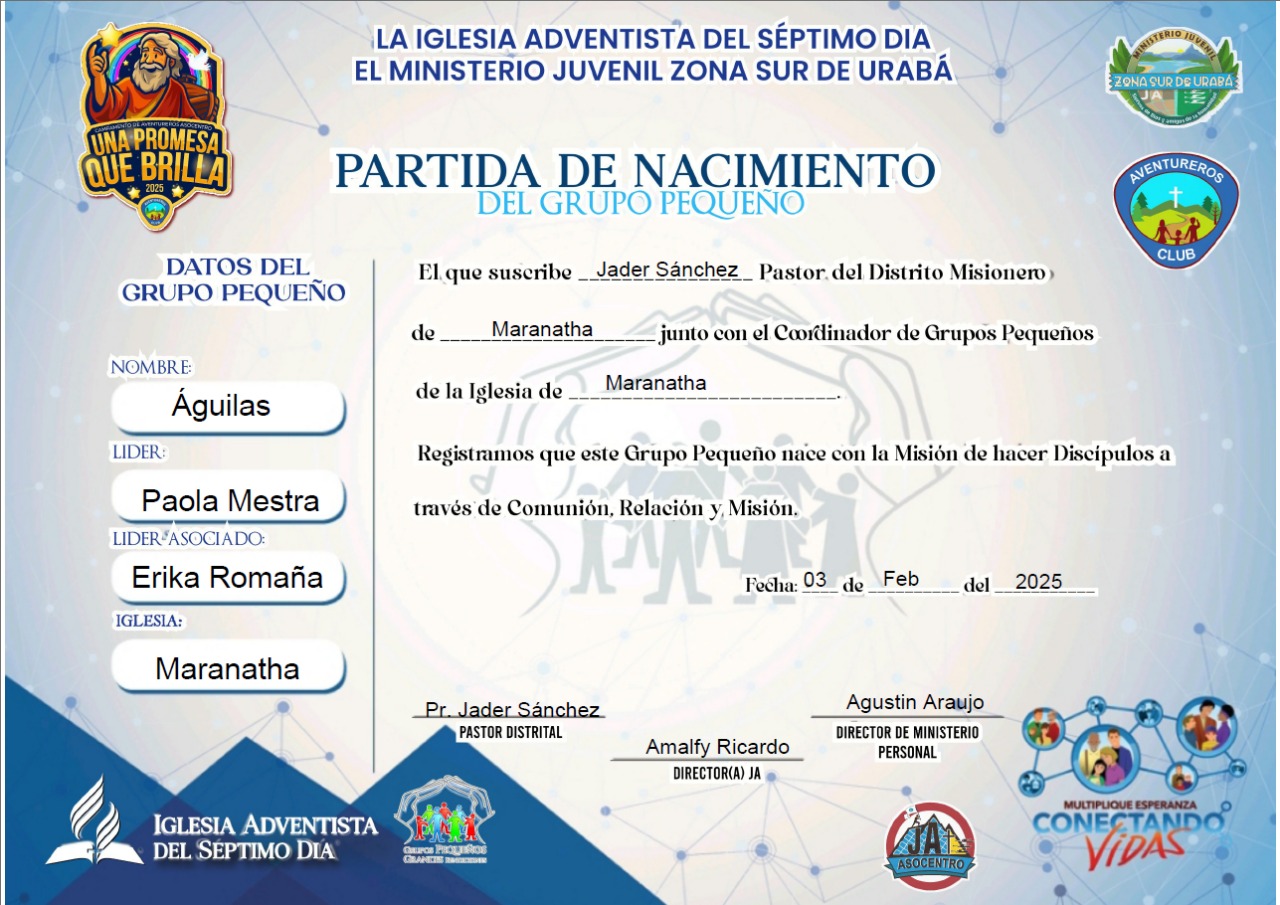 LA IGLESIA ADVENTISTA DEL SÉPTIMO DIA
EL MINISTERIO JUVENIL ZONA SUR DE URABÁ
CAMPAMENTO DE AVENTUREROS ASOCENTRO
UNA PROMESA
QUE BRILLA
2025
MINISTERIO JUVENIL
ZONA SUR DE URABÁ
JA
AVENTUREROS
CLUB
PARTIDA DE NACIMIENTO
DEL GRUPO PEQUEÑO
DATOS DEL
GRUPO PEQUEÑO
NOMBRE:
Águilas
LIDER:
Paola Mestra
LIDER ASOCIADO:
Erika Romaña
IGLESIA:
Maranatha
El que suscribe Jader Sánchez Pastor del Distrito Misionero
de Maranatha junto con el Coordinador de Grupos Pequeños
de la Iglesia de Maranatha.
Registramos que este Grupo Pequeño nace con la Misión de hacer Discípulos a
través de Comunión, Relación y Misión.
Fecha: 03 de Feb del 2025
Pr. Jader Sánchez
PASTOR DISTRITAL
Amalfy Ricardo
DIRECTOR(A) JA
Agustin Araujo
DIRECTOR DE MINISTERIO
PERSONAL
IGLESIA ADVENTISTA
DEL SÉPTIMO DÍA
GRUPOS PEQUEÑOS
GRANDES
JA
ASOCENTRO
MULTIPLIQUE ESPERANZA
CONECTANDO
VIDAS